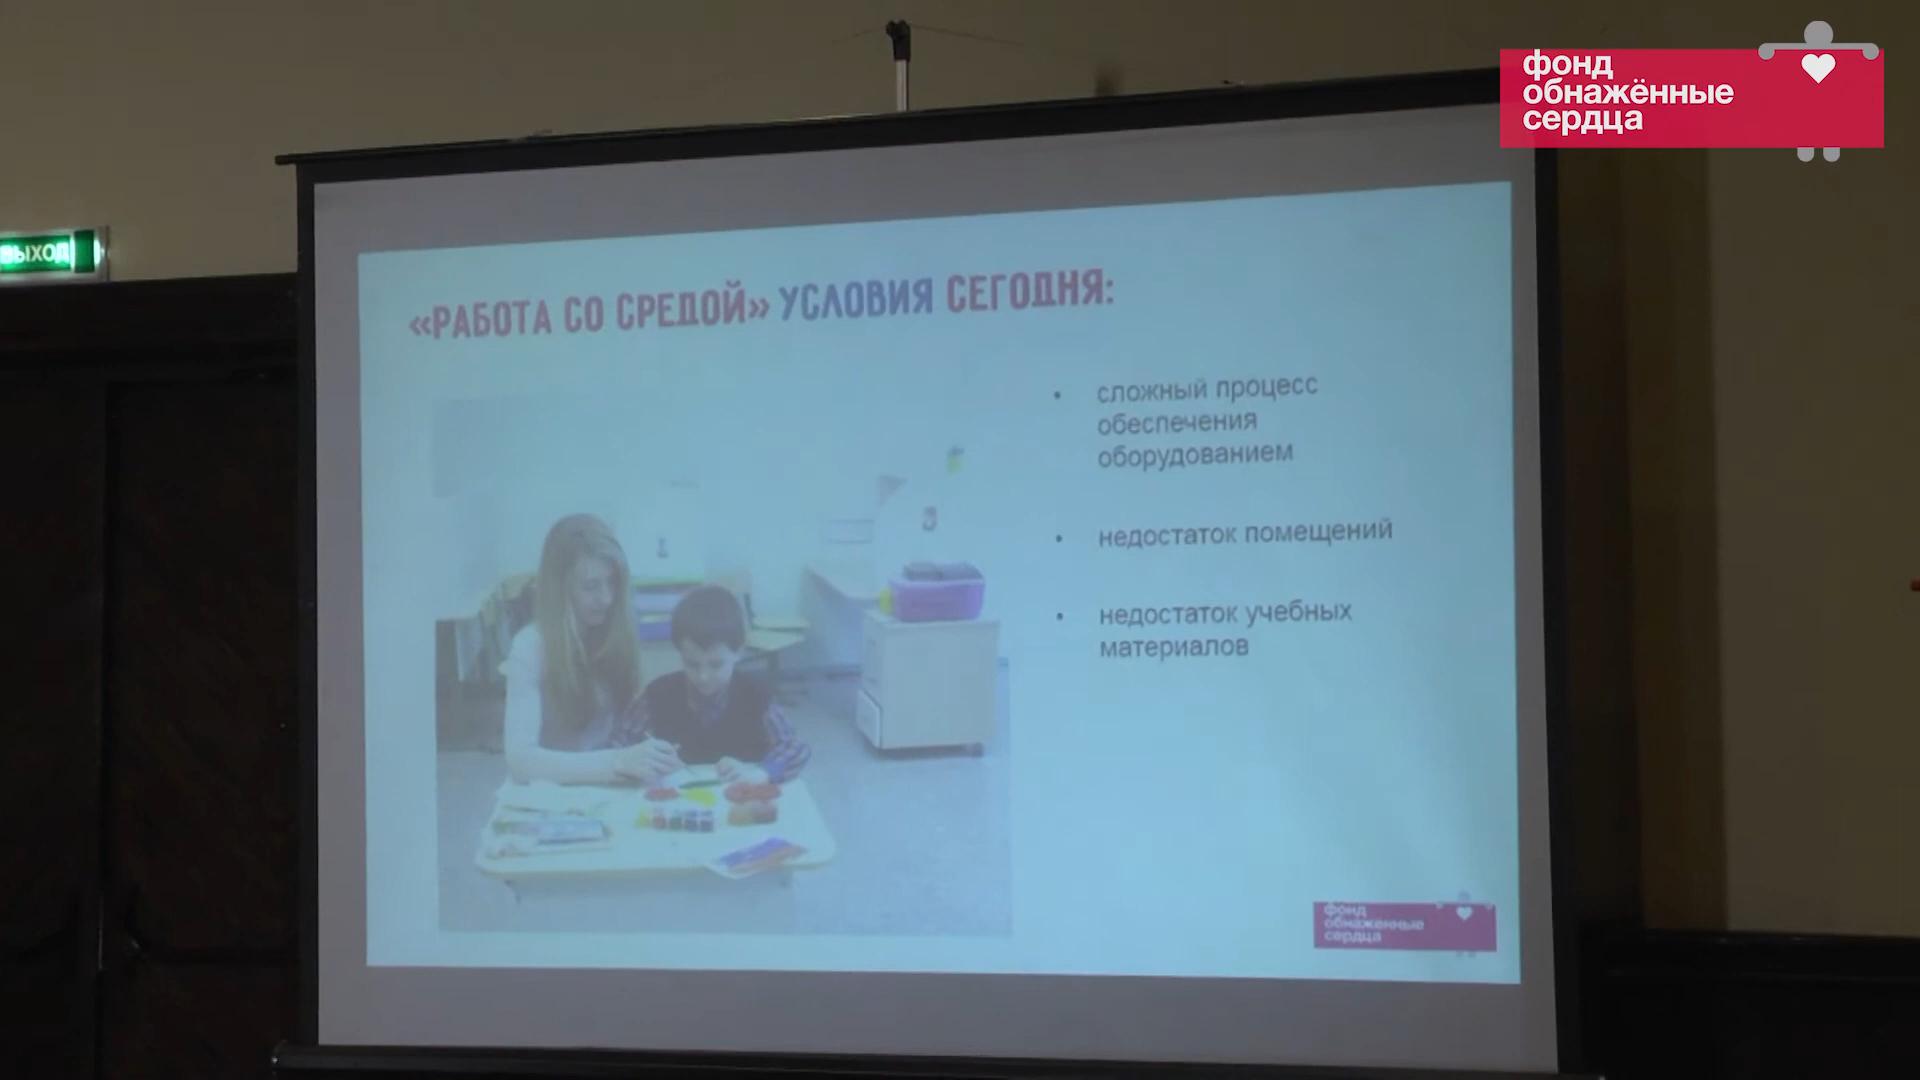 фонд
обнажённые
сердца
ВЫХОД
«РАБОТА СО СРЕДОЙ» УСЛОВИЯ СЕГОДНЯ:
• сложный процесс
обеспечения
оборудованием
• недостаток помещений
• недостаток учебных
материалов
фонд
обнажённые
сердца